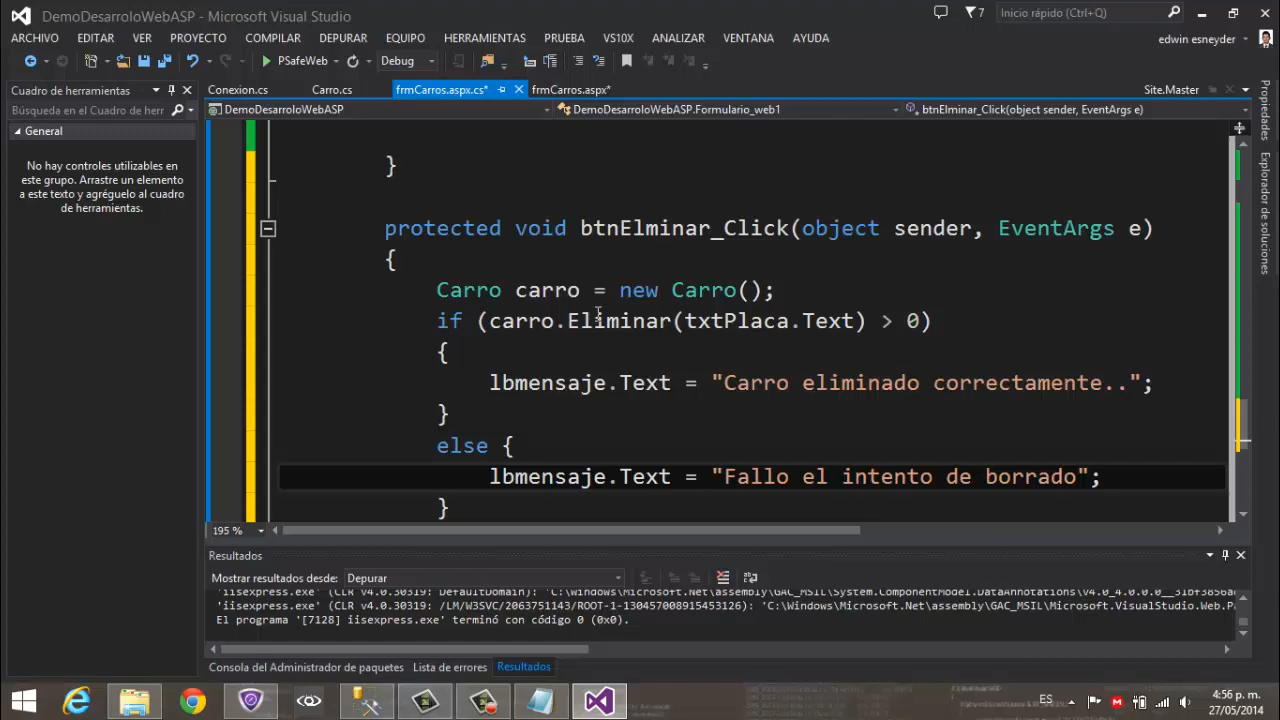 DemoDesarroloWebASP - Microsoft Visual Studio
7
Inicio rápido (Ctrl+Q)
ARCHIVO EDITAR VER PROYECTO COMPILAR DEPURAR EQUIPO HERRAMIENTAS PRUEBA VS10X ANALIZAR VENTANA AYUDA
edwin esneyder
PSafeWeb Debug
Cuadro de herramientas
Conexion.cs Carro.cs frmCarros.aspx.cs* frmCarros.aspx* Site.Master
Búsqueda en el Cuadro de herr
DemoDesarroloWebASP DemoDesarroloWebASP.Formulario_web1 btnElminar_Click(object sender, EventArgs e)
General
No hay controles utilizables en
este grupo. Arrastre un elemento
a este texto y agréguelo al cuadro
de herramientas.
}
protected void btnElminar_Click(object sender, EventArgs e)
{
Carro carro = new Carro();
if (carro.Eliminar(txtPlaca.Text) > 0)
{
lbmensaje.Text = "Carro eliminado correctamente..";
}
else {
lbmensaje.Text = "Fallo el intento de borrado";
}
195 %
Propiedades
Explorador de soluciones
Resultados
Mostrar resultados desde: Depurar
'iisexpress.exe' (CLR v4.0.30319: DefaultDomain): 'C:\Windows\Microsoft.Net\assembly\GAC_MSIL\System.ComponentModel.DataAnnotations\v4.0_4.0.0.0__31bf3856a
'iisexpress.exe' (CLR v4.0.30319: /LM/W3SVC/2063751143/ROOT-1-130457008915453126): 'C:\Windows\Microsoft.Net\assembly\GAC_MSIL\Microsoft.VisualStudio.Web.P
El programa '[7128] iisexpress.exe' terminó con código 0 (0x0).
Consola del Administrador de paquetes Lista de errores Resultados
ES
4:56 p. m.
27/05/2014